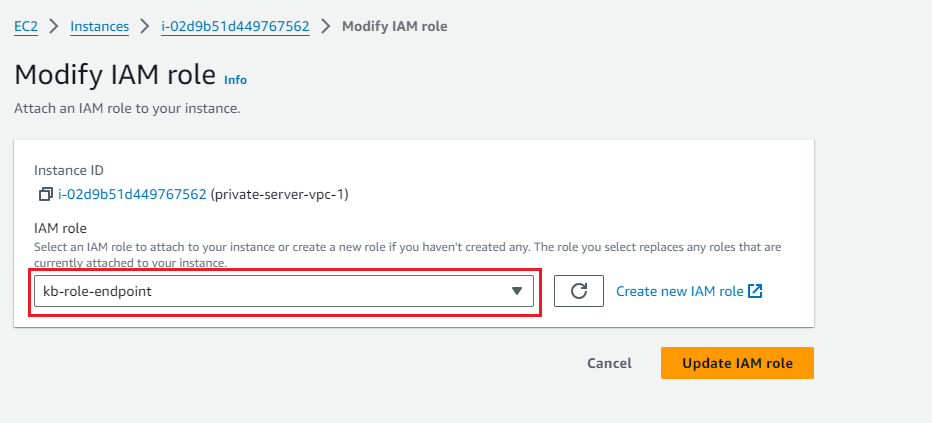 EC2 > Instances > i-02d9b51d449767562 > Modify IAM role
Modify IAM role Info
Attach an IAM role to your instance.
Instance ID
i-02d9b51d449767562 (private-server-vpc-1)
IAM role
Select an IAM role to attach to your instance or create a new role if you haven't created any. The role you select replaces any roles that are
currently attached to your instance.
kb-role-endpoint
Create new IAM role
Cancel
Update IAM role